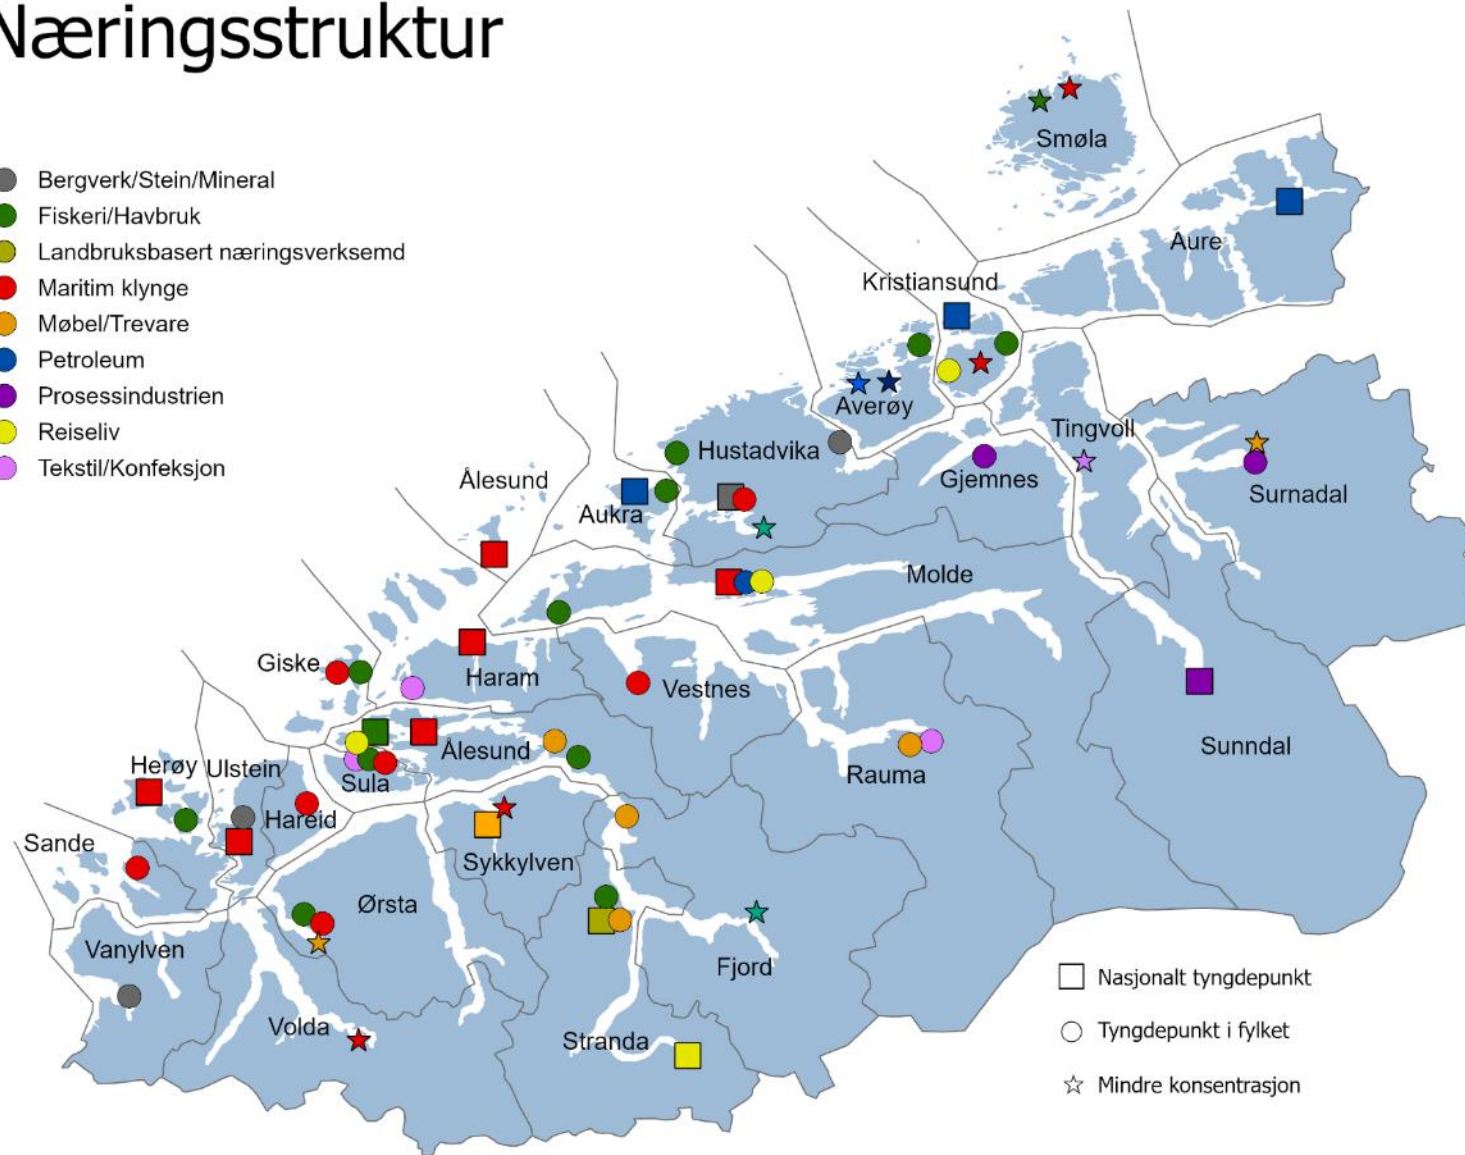 Næringsstruktur
Bergverk/Stein/Mineral
Fiskeri/Havbruk
Landbruksbasert næringsverksemd
Maritim klynge
Møbel/Trevare
Petroleum
Prosessindustrien
Reiseliv
Tekstil/Konfeksjon
Smøla
Aure
Kristiansund
Averøy
Tingvoll
Hustadvika
Gjemnes
Surnadal
Ålesund
Aukra
Molde
Giske
Haram
Vestnes
Sunndal
Ålesund
Rauma
Herøy
Ulstein
Sula
Hareid
Sande
Sykkylven
Ørsta
Vanylven
Fjord
Volda
Stranda
Nasjonalt tyngdepunkt
Tyngdepunkt i fylket
Mindre konsentrasjon